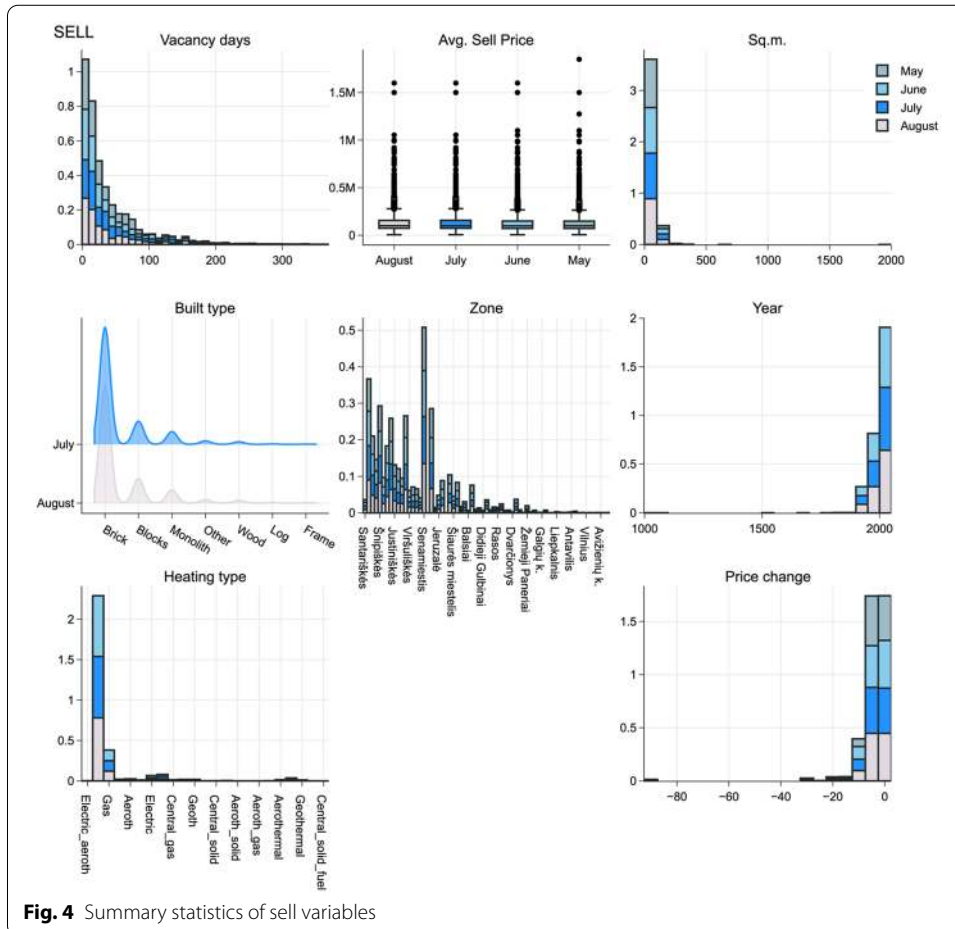 SELL
Vacancy days
Avg. Sell Price
Sq.m.
1
0.8
0.6
0.4
0.2
0
0 100 200 300
1.5M
1M
0.5M
0
August July June May
3
2
1
0
0 500 1000 1500 2000
May
June
July
August
Built type
Zone
Year
July
August
Brick
Blocks
Monolith
Other
Wood
Log
Frame
0.5
0.4
0.3
0.2
0.1
0
Santariškės
Šnipiškės
Justiniškės
Viršuliškės
Senamiestis
Jeruzalė
Šiaurės miestelis
Balsiai
Didieji Gulbinai
Rasos
Dvarčionys
Žemieji Paneriai
Galgių k.
Liepkalnis
Antavilis
Vilnius
Avižienių k.
2
1.5
1
0.5
0
1000 1500 2000
Heating type
Price change
2
1.5
1
0.5
0
Electric_aeroth
Gas
Aeroth
Electric
Central_gas
Geoth
Central_solid
Aeroth_solid
Aeroth_gas
Aerothermal
Geothermal
Central_solid_fuel
1.5
1
0.5
0
−80 −60 −40 −20 0
Fig. 4 Summary statistics of sell variables